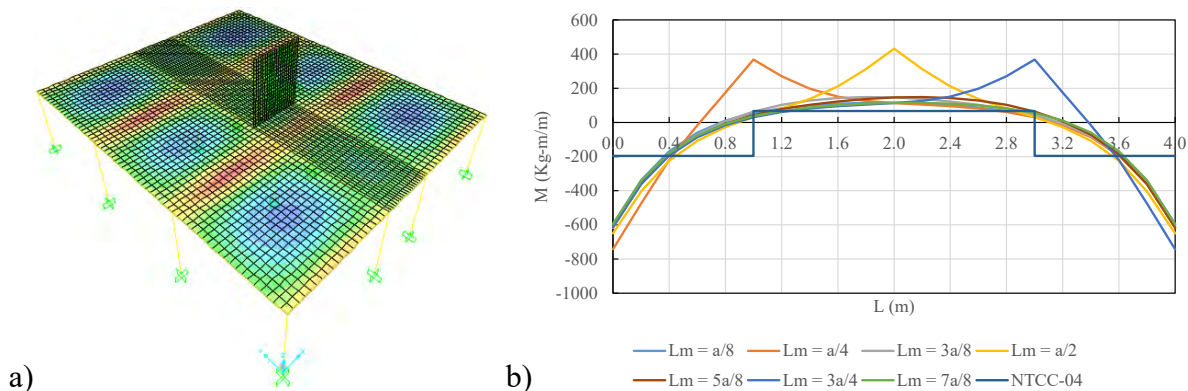 a)
b)
M (Kg-m/m)
600
400
200
0
-200
-400
-600
-800
-1000
0.0 0.4 0.8 1.2 1.6 2.0 2.4 2.8 3.2 3.6 4.0
L (m)
Lm = a/8 Lm = a/4 Lm = 3a/8 Lm = a/2
Lm = 5a/8 Lm = 3a/4 Lm = 7a/8 NTCC-04